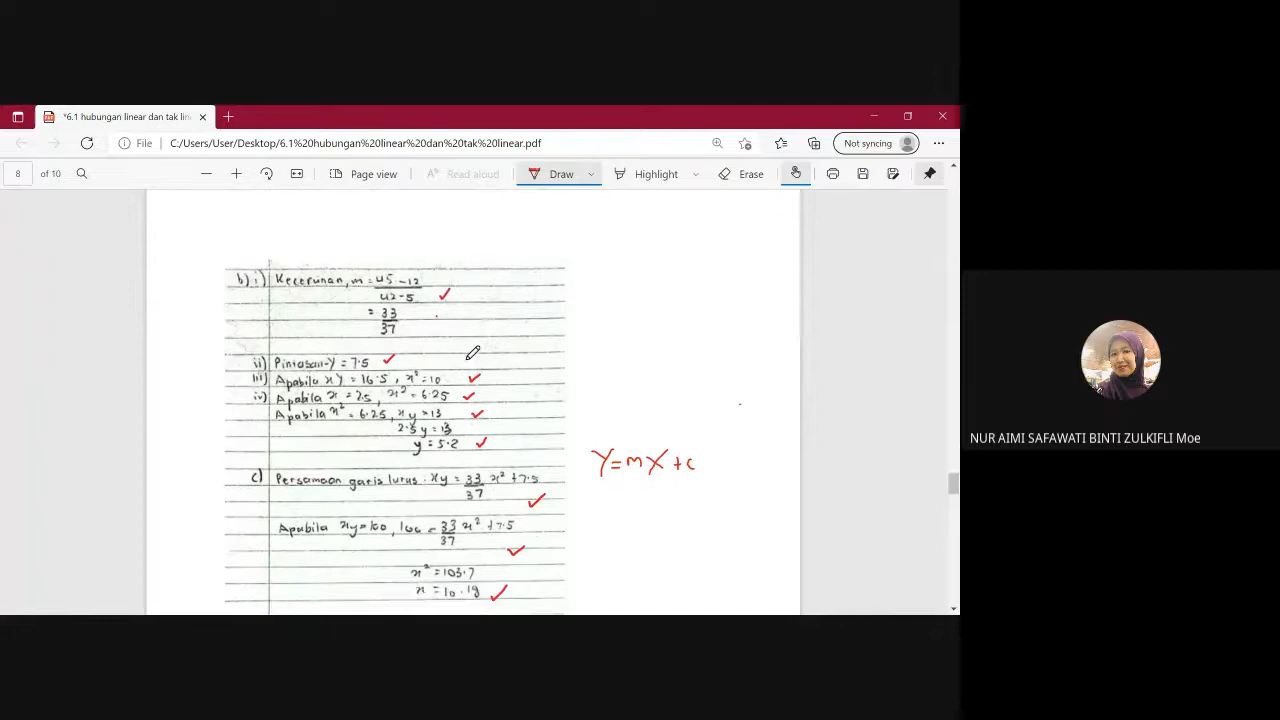 *6.1 hubungan linear dan tak line
File C:/Users/User/Desktop/6.1%20hubungan%20linear%20dan%20tak%20linear.pdf Not syncing
8 of 10 Page view Read aloud Draw Highlight Erase
b) i) Kecerunan, m = 45 - 12
42 - 5
= 33
37
ii) Pintasan-Y = 7.5
iii) Apabila xy = 16.5, x² = 10
iv) Apabila x = 2.5, x² = 6.25
Apabila x² = 6.25, xy = 13
2.5y = 13
y = 5.2
Y = mX + c
c) Persamaan garis lurus. xy = 33/37 x² + 7.5
Apabila xy = 100, 100 = 33/37 x² + 7.5
x² = 103.7
x = 10.19
NUR AIMI SAFAWATI BINTI ZULKIFLI Moe